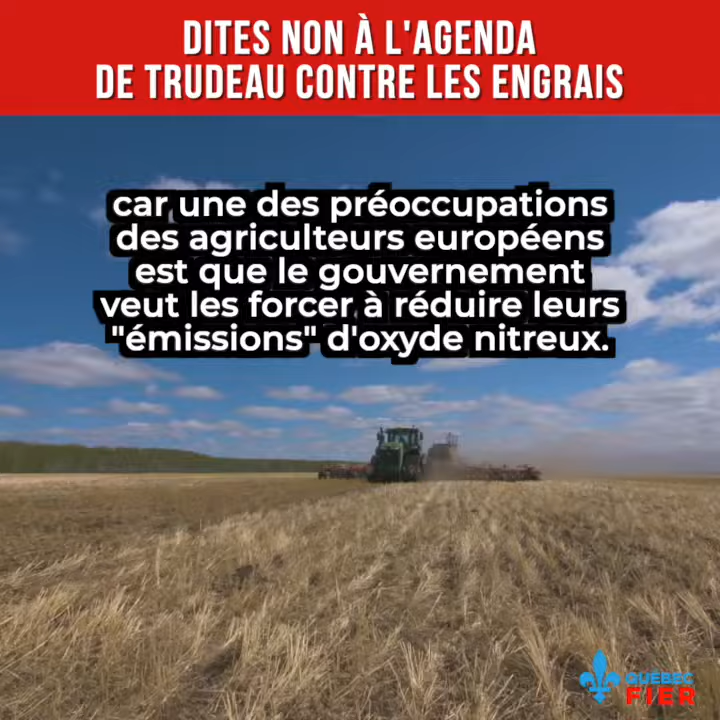 DITES NON À L'AGENDA
DE TRUDEAU CONTRE LES ENGRAIS
car une des préoccupations
des agriculteurs européens
est que le gouvernement
veut les forcer à réduire leurs
"émissions" d'oxyde nitreux.
QUÉBEC
FIER